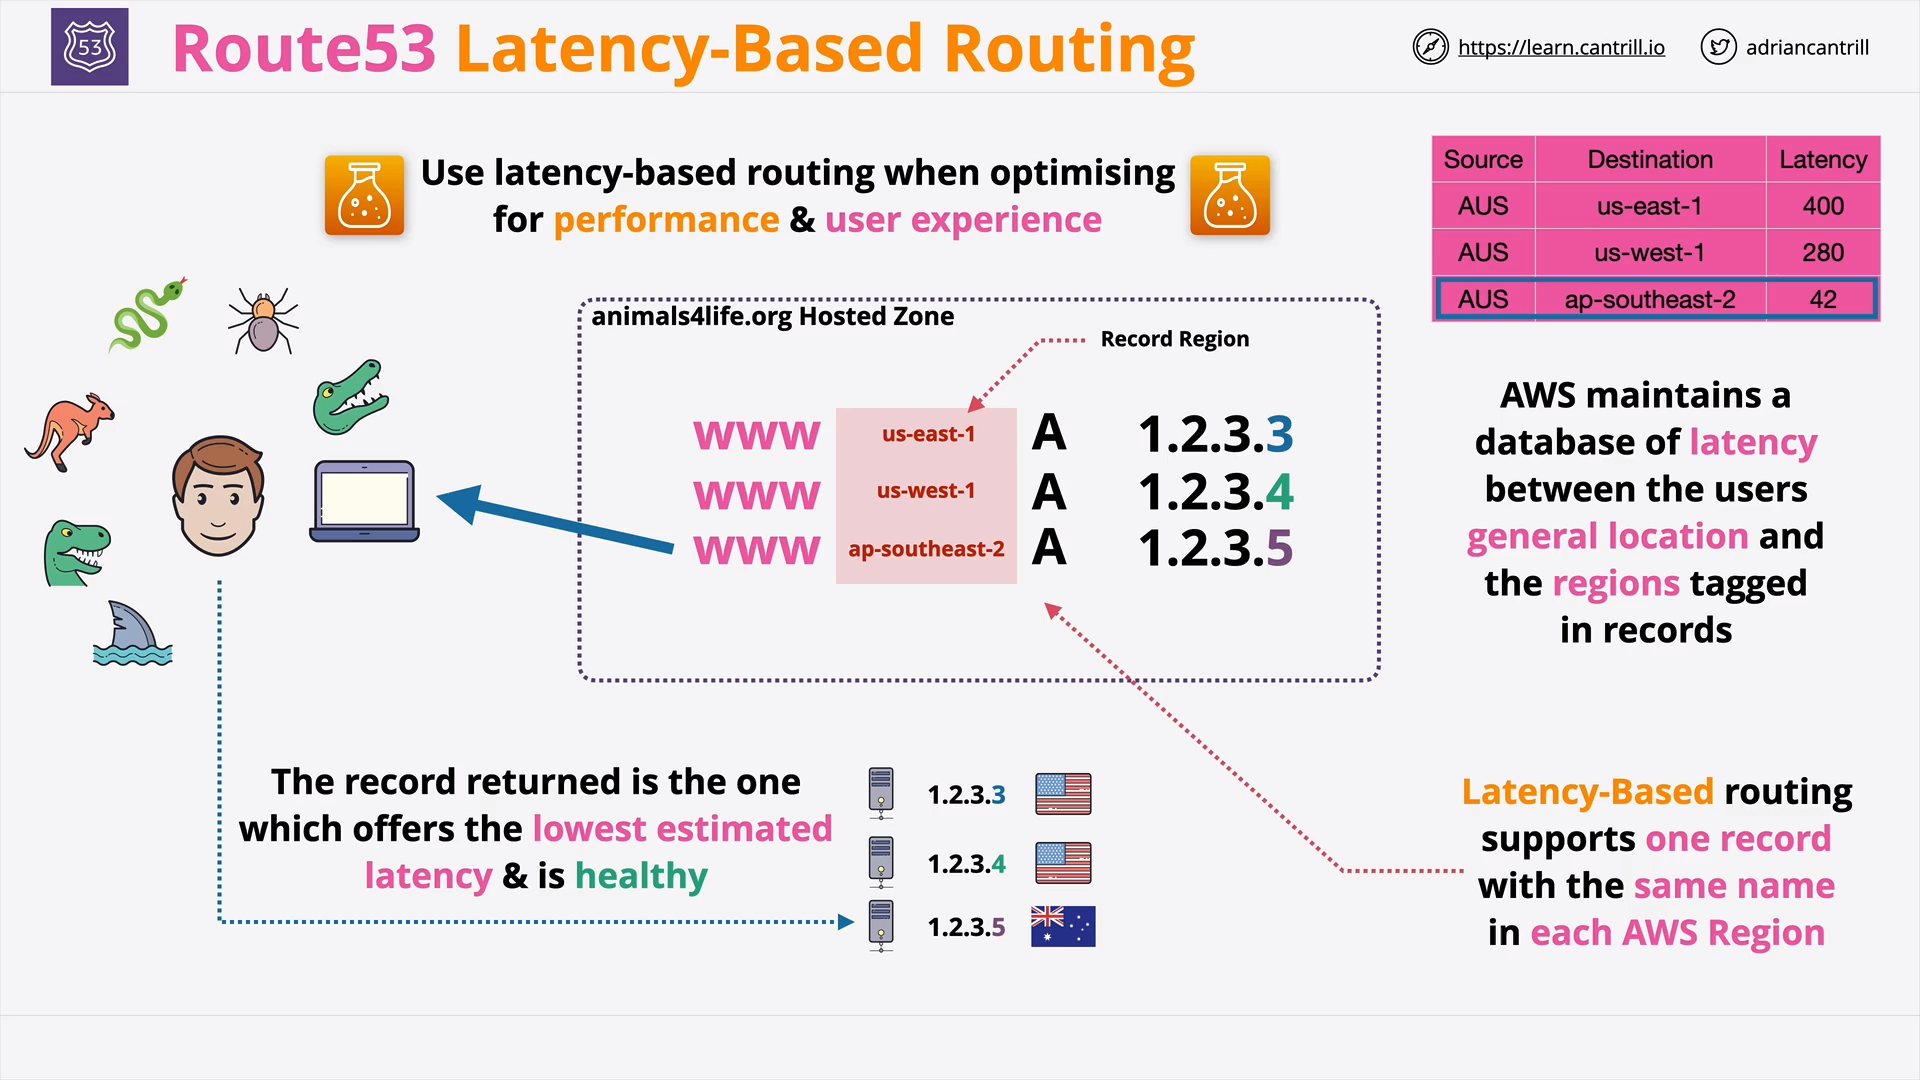 53
Route53 Latency-Based Routing
https://learn.cantrill.io
adriancantrill
Use latency-based routing when optimising
for performance & user experience
Source Destination Latency
AUS us-east-1 400
AUS us-west-1 280
AUS ap-southeast-2 42
animals4life.org Hosted Zone
Record Region
www us-east-1 A 1.2.3.3
www us-west-1 A 1.2.3.4
www ap-southeast-2 A 1.2.3.5
AWS maintains a
database of latency
between the users
general location and
the regions tagged
in records
The record returned is the one
which offers the lowest estimated
latency & is healthy
1.2.3.3
1.2.3.4
1.2.3.5
Latency-Based routing
supports one record
with the same name
in each AWS Region